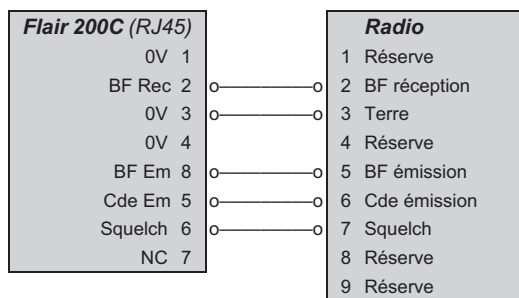 Flair 200C (RJ45)
0V 1
BF Rec 2
0V 3
0V 4
BF Em 8
Cde Em 5
Squelch 6
NC 7
Radio
1 Réserve
2 BF réception
3 Terre
4 Réserve
5 BF émission
6 Cde émission
7 Squelch
8 Réserve
9 Réserve